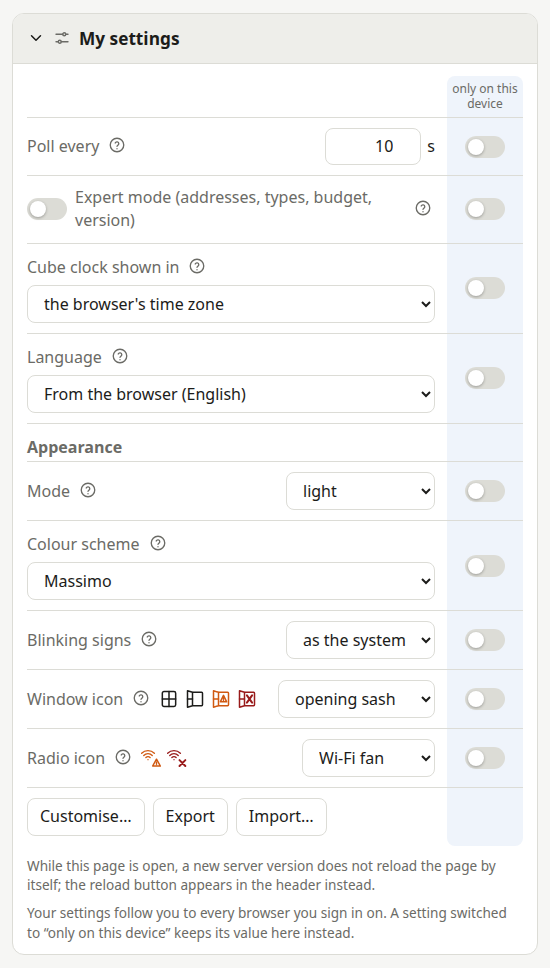 My settings
only on this
device
Poll every
10 s
Expert mode (addresses, types, budget,
version)
Cube clock shown in
the browser's time zone
Language
From the browser (English)
Appearance
Mode
light
Colour scheme
Massimo
Blinking signs
as the system
Window icon
opening sash
Radio icon
Wi-Fi fan
Customise...
Export
Import...
While this page is open, a new server version does not reload the page by
itself; the reload button appears in the header instead.
Your settings follow you to every browser you sign in on. A setting switched
to “only on this device” keeps its value here instead.